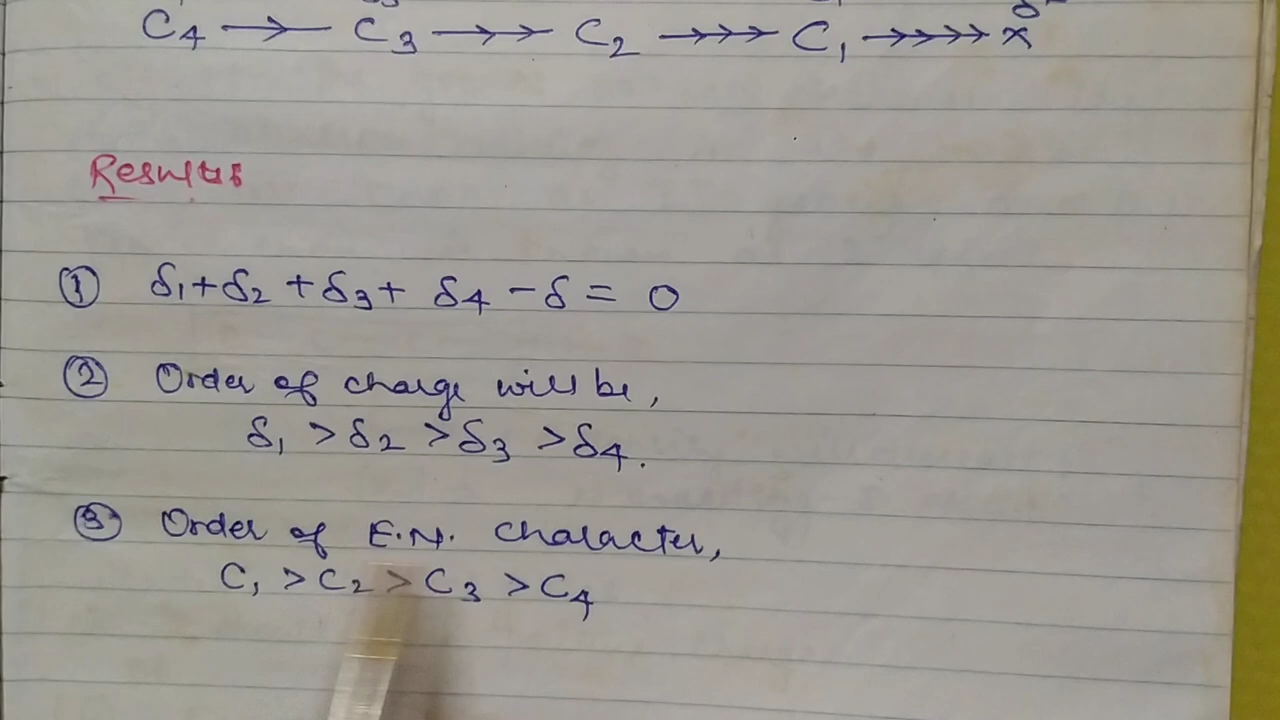 C₄ →— C₃ →→ C₂ →→→ C₁ →→→→ x^δ-
Results
① δ₁+δ₂+δ₃+ δ₄ -δ = 0
② Order of charge will be,
δ₁ > δ₂ > δ₃ > δ₄.
③ Order of E.N. character,
C₁ > C₂ > C₃ > C₄